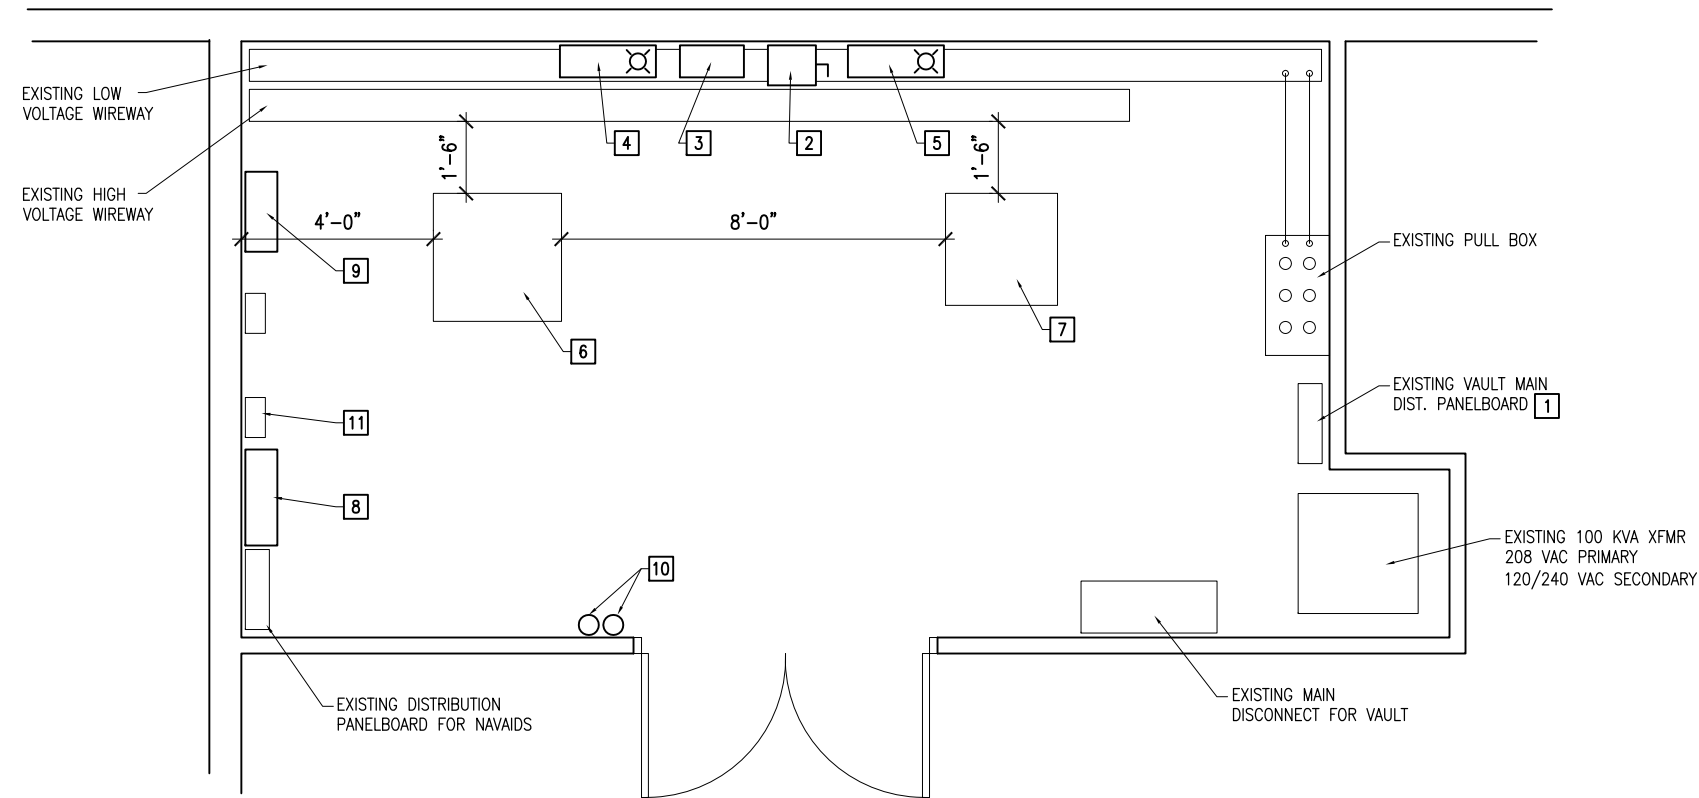 EXISTING LOW
VOLTAGE WIREWAY
4
3
2
5
1'-6"
1'-6"
EXISTING HIGH
VOLTAGE WIREWAY
4'-0"
8'-0"
EXISTING PULL BOX
9
7
6
EXISTING VAULT MAIN
DIST. PANELBOARD 1
11
8
EXISTING 100 KVA XFMR
208 VAC PRIMARY
120/240 VAC SECONDARY
10
EXISTING DISTRIBUTION
PANELBOARD FOR NAVAIDS
EXISTING MAIN
DISCONNECT FOR VAULT